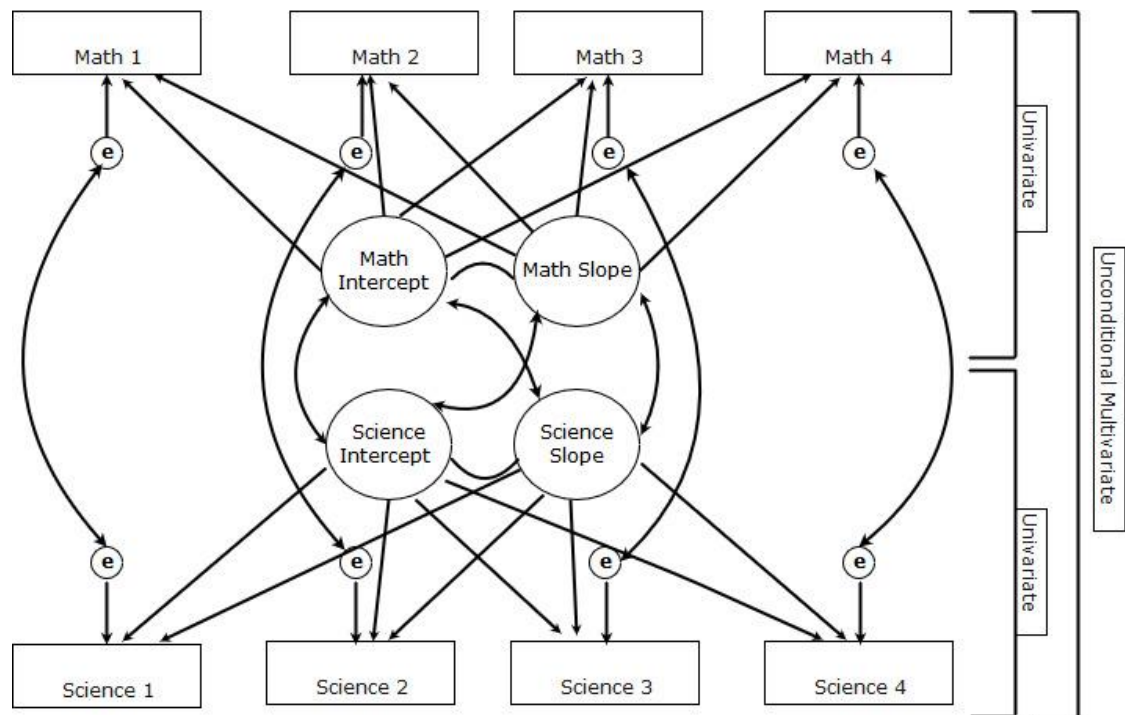 Math 1
Math 2
Math 3
Math 4
e
e
e
e
Univariate
Math
Intercept
Math Slope
Unconditional Multivariate
Science
Intercept
Science
Slope
Univariate
e
e
e
e
Science 1
Science 2
Science 3
Science 4